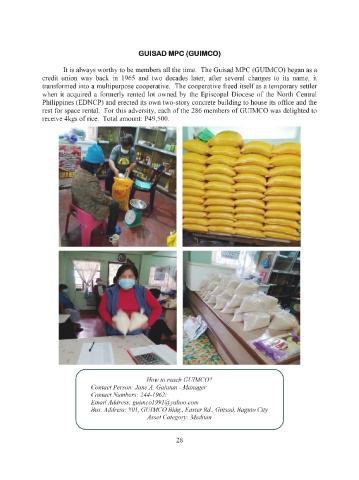 GUISAD MPC (GUIMCO)
It is always worthy to be members all the time. The Guisad MPC (GUIMCO) began as a
credit union way back in 1965 and two decades later, after several changes to its name, it
transformed into a multipurpose cooperative. The cooperative freed itself as a temporary settler
when it acquired a formerly rented lot owned by the Episcopal Diocese of the North Central
Philippines (EDNCP) and erected its own two-story concrete building to house its office and the
rest for space rental. For this adversity, each of the 286 members of GUIMCO was delighted to
receive 4kgs of rice. Total amount: P49,500.
How to reach GUIMCO?
Contact Person: Jane A. - Manager
Contact Numbers: 244-1962/
Email Address: guimco1991@yahoo.com
Bus. Address: #01, GUIMCO Bldg., Easter Rd., Guisad, Baguio City
Asset Category: Medium
28